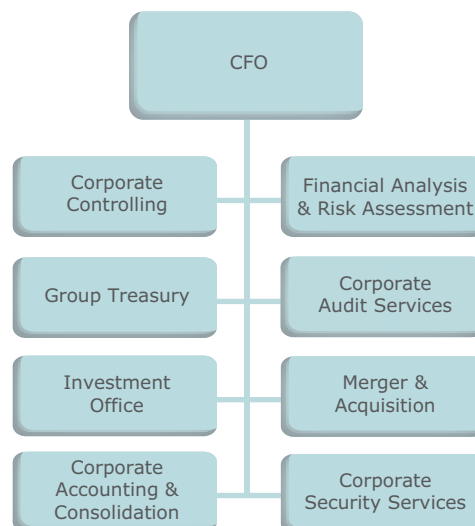 CFO
Corporate
Controlling
Financial Analysis
& Risk Assessment
Group Treasury
Corporate
Audit Services
Investment
Office
Merger &
Acquisition
Corporate
Accounting &
Consolidation
Corporate
Security Services